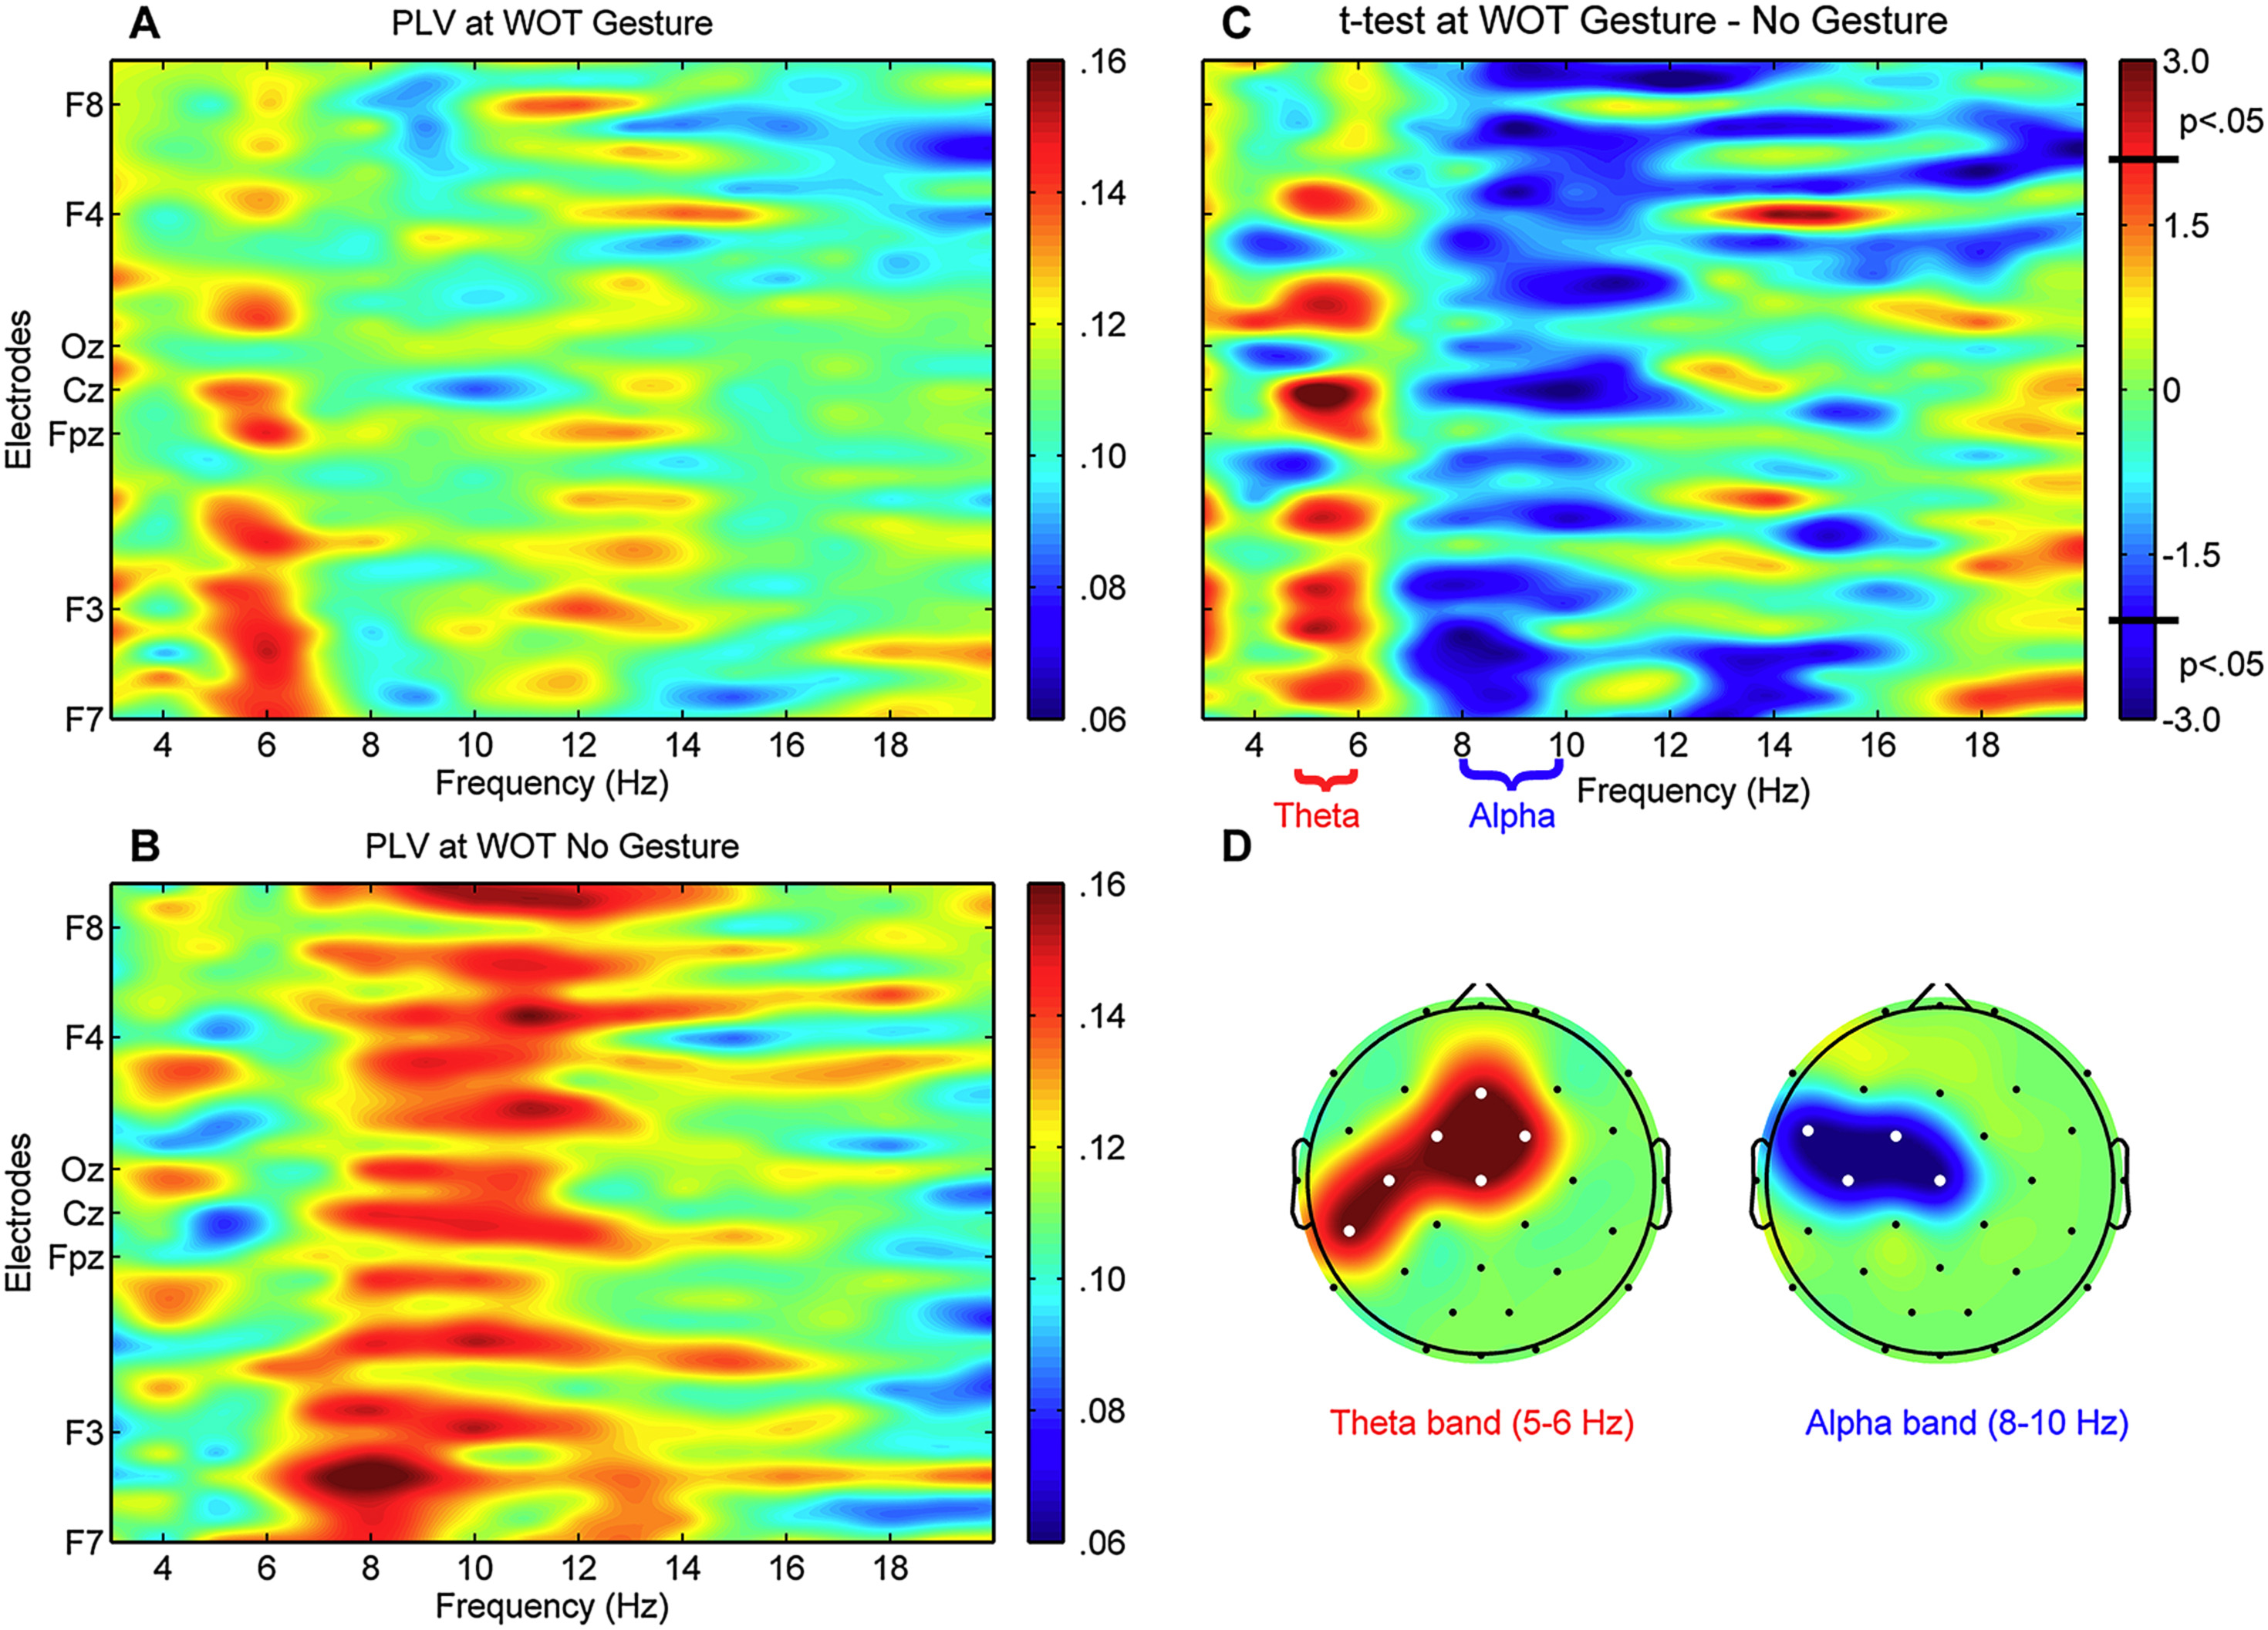 A
PLV at WOT Gesture
F8
F4
Oz
Cz
Fpz
F3
F7
Electrodes
4 6 8 10 12 14 16 18
Frequency (Hz)
.16
.14
.12
.10
.08
.06
C
t-test at WOT Gesture - No Gesture
4 6 8 10 12 14 16 18
Theta
Alpha
Frequency (Hz)
3.0
p<.05
1.5
0
-1.5
p<.05
-3.0
B
PLV at WOT No Gesture
F8
F4
Oz
Cz
Fpz
F3
F7
Electrodes
4 6 8 10 12 14 16 18
Frequency (Hz)
.16
.14
.12
.10
.08
.06
D
Theta band (5-6 Hz)
Alpha band (8-10 Hz)